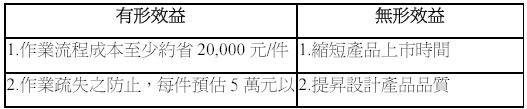 有形效益 無形效益
1.作業流程成本至少約省 20,000 元/件 1.縮短產品上市時間
2.作業疏失之防止，每件預估 5 萬元以 2.提昇設計產品品質